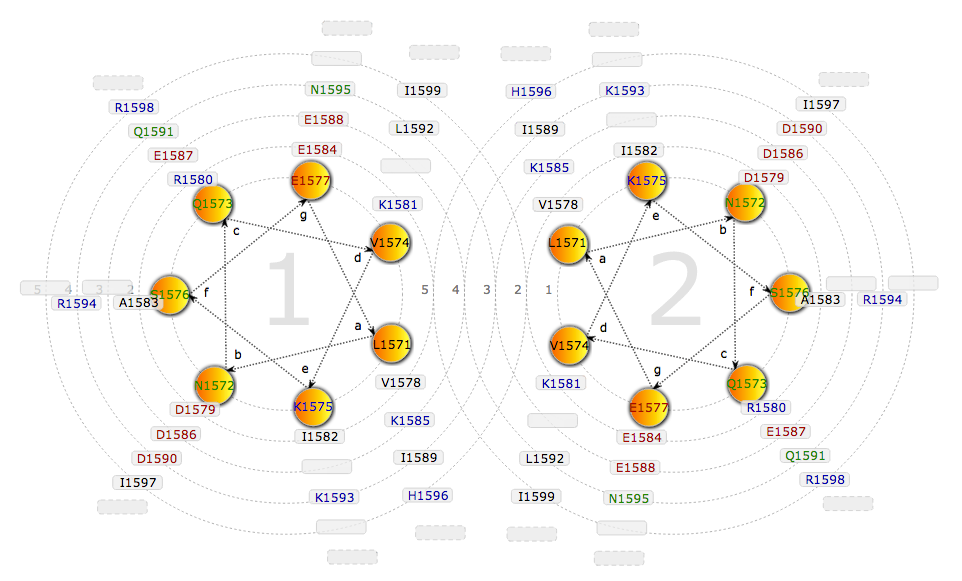 N1595 I1599 H1596 K1593
R1598 I1597
Q1591 E1588 L1592 I1589 D1590
E1587 E1584 K1585 I1582 D1586
R1580 E1577 K1575 D1579
Q1573 g K1581 V1578 e N1572
c V1574 L1571 b
d a
1 2
5 4 3 2 S1576 f 5 4 3 2 1 f S1576
R1594 A1583 A1583 R1594
a d
b L1571 V1574 c
e g
N1572 V1578 K1581 Q1573
D1579 K1575 E1577 R1580
D1586 I1582 K1585 E1584 E1587
D1590 I1589 L1592 E1588 Q1591
I1597 K1593 H1596 I1599 N1595 R1598